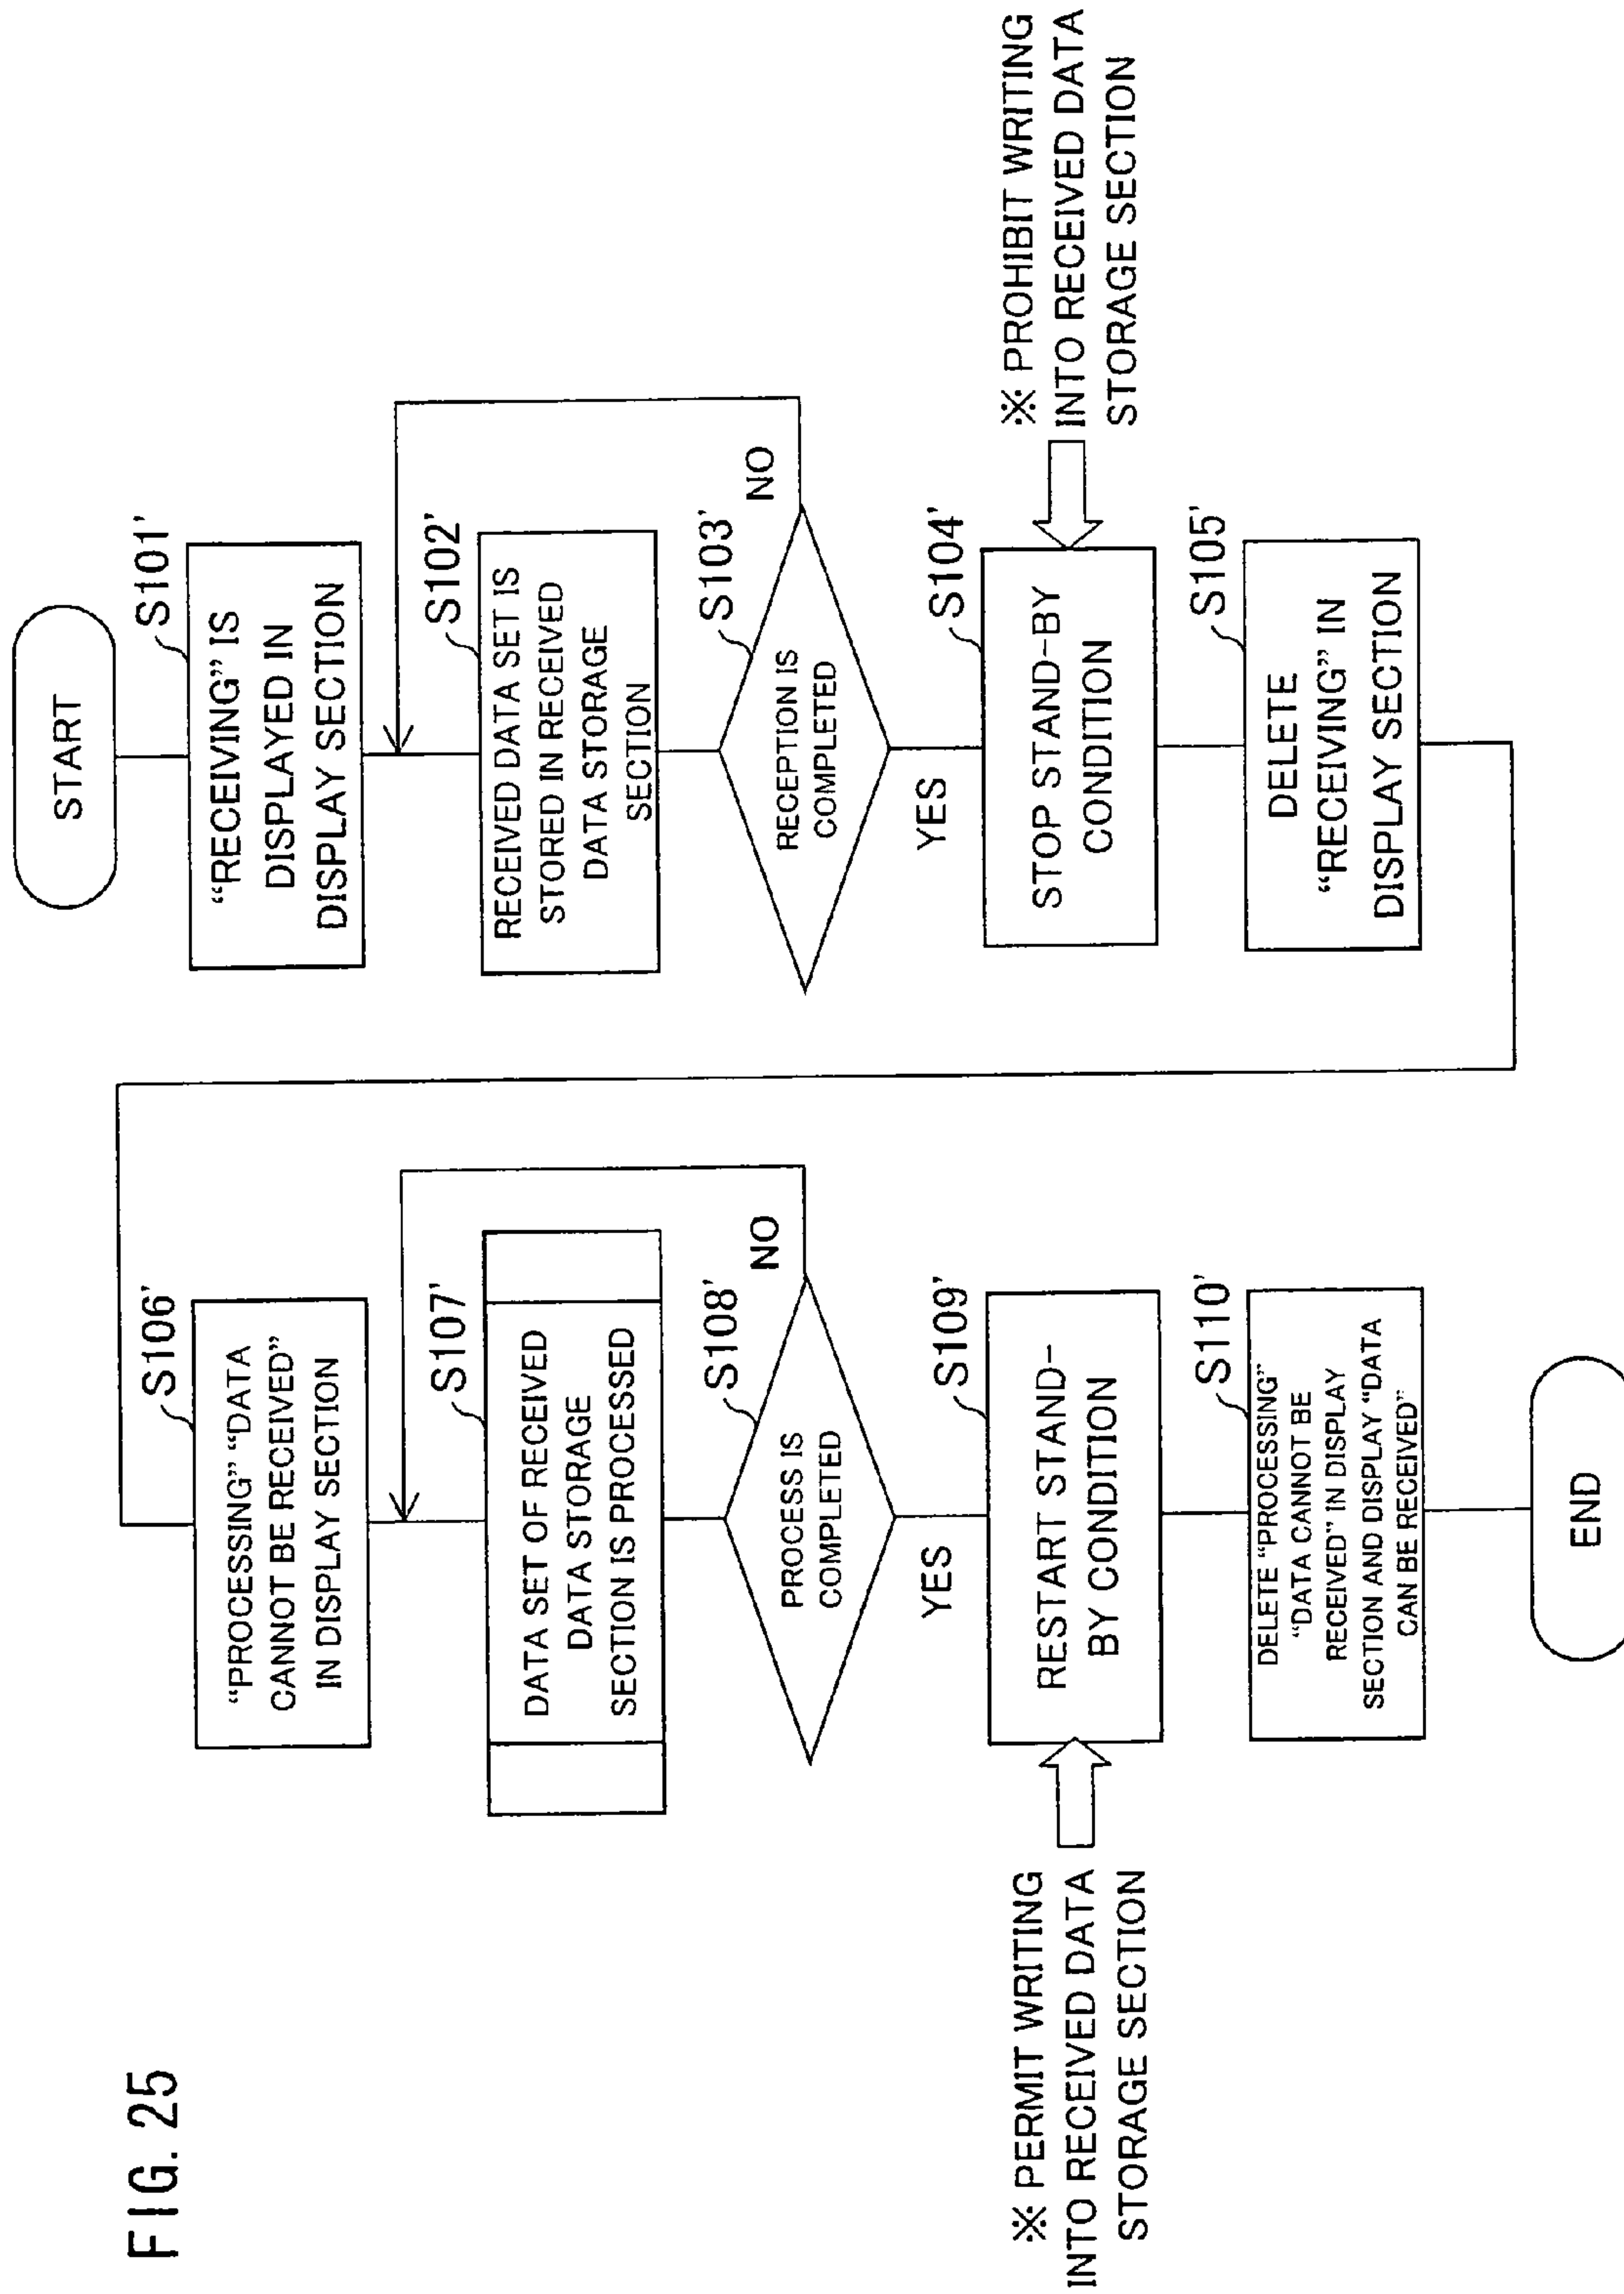 FIG. 25
START
S101'
“RECEIVING” IS
DISPLAYED IN
DISPLAY SECTION
S102'
RECEIVED DATA SET IS
STORED IN RECEIVED
DATA STORAGE
SECTION
S103'
RECEPTION IS
COMPLETED
NO
YES
S104'
STOP STAND-BY
CONDITION
※ PROHIBIT WRITING
INTO RECEIVED DATA
STORAGE SECTION
S105'
DELETE
“RECEIVING” IN
DISPLAY SECTION
S106'
“PROCESSING” “DATA
CANNOT BE RECEIVED”
IN DISPLAY SECTION
S107'
DATA SET OF RECEIVED
DATA STORAGE
SECTION IS PROCESSED
S108'
PROCESS IS
COMPLETED
NO
YES
S109'
RESTART STAND-
BY CONDITION
※ PERMIT WRITING
INTO RECEIVED DATA
STORAGE SECTION
S110'
DELETE “PROCESSING”
“DATA CANNOT BE
RECEIVED” IN DISPLAY
SECTION AND DISPLAY “DATA
CAN BE RECEIVED”
END